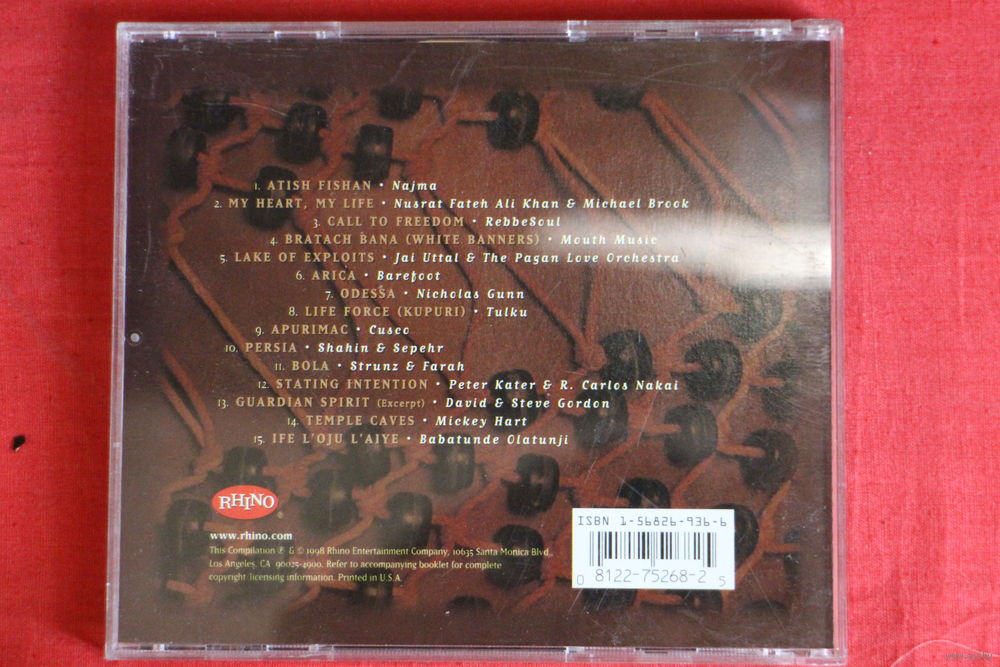 1. ATISH FISHAN • Najma
2. MY HEART, MY LIFE • Nusrat Fateh Ali Khan & Michael Brook
3. CALL TO FREEDOM • RebbeSoul
4. BRATACH BANA (WHITE BANNERS) • Mouth Music
5. LAKE OF EXPLOITS • Jai Uttal & The Pagan Love Orchestra
6. ARICA • Barefoot
7. ODESSA • Nicholas Gunn
8. LIFE FORCE (KUPURI) • Tulku
9. APURIMAC • Cusco
10. PERSIA • Shahin & Sepehr
11. BOLA • Strunz & Farah
12. STATING INTENTION • Peter Kater & R. Carlos Nakai
13. GUARDIAN SPIRIT (Excerpt) • David & Steve Gordon
14. TEMPLE CAVES • Mickey Hart
15. IFE L'OJU L'AIYE • Babatunde Olatunji
RHINO®
www.rhino.com
This Compilation ℗ & © 1998 Rhino Entertainment Company, 10635 Santa Monica Blvd.,
Los Angeles, CA 90025-4900. Refer to accompanying booklet for complete
copyright licensing information. Printed in U.S.A.
ISBN 1-56826-936-6
0 8122-75268-2 5